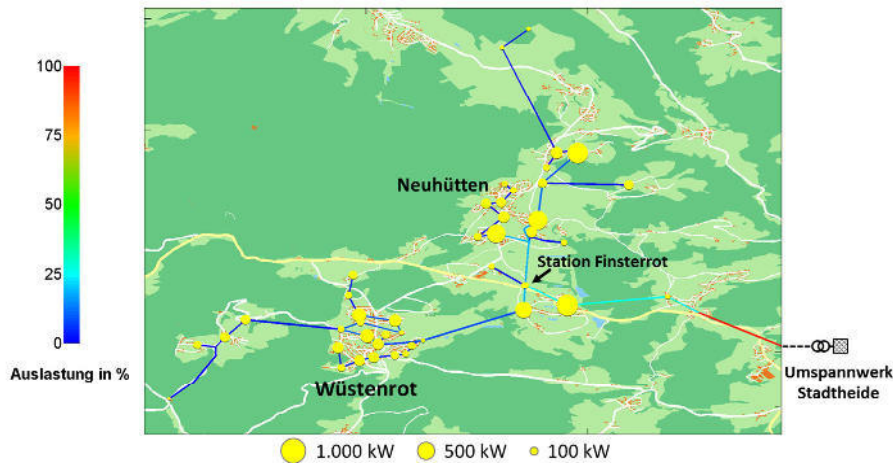 100
75
50
25
0
Auslastung in %
Neuhütten
Station Finsterrot
Wüstenrot
Umspannwerk
Stadtheide
1.000 kW
500 kW
100 kW